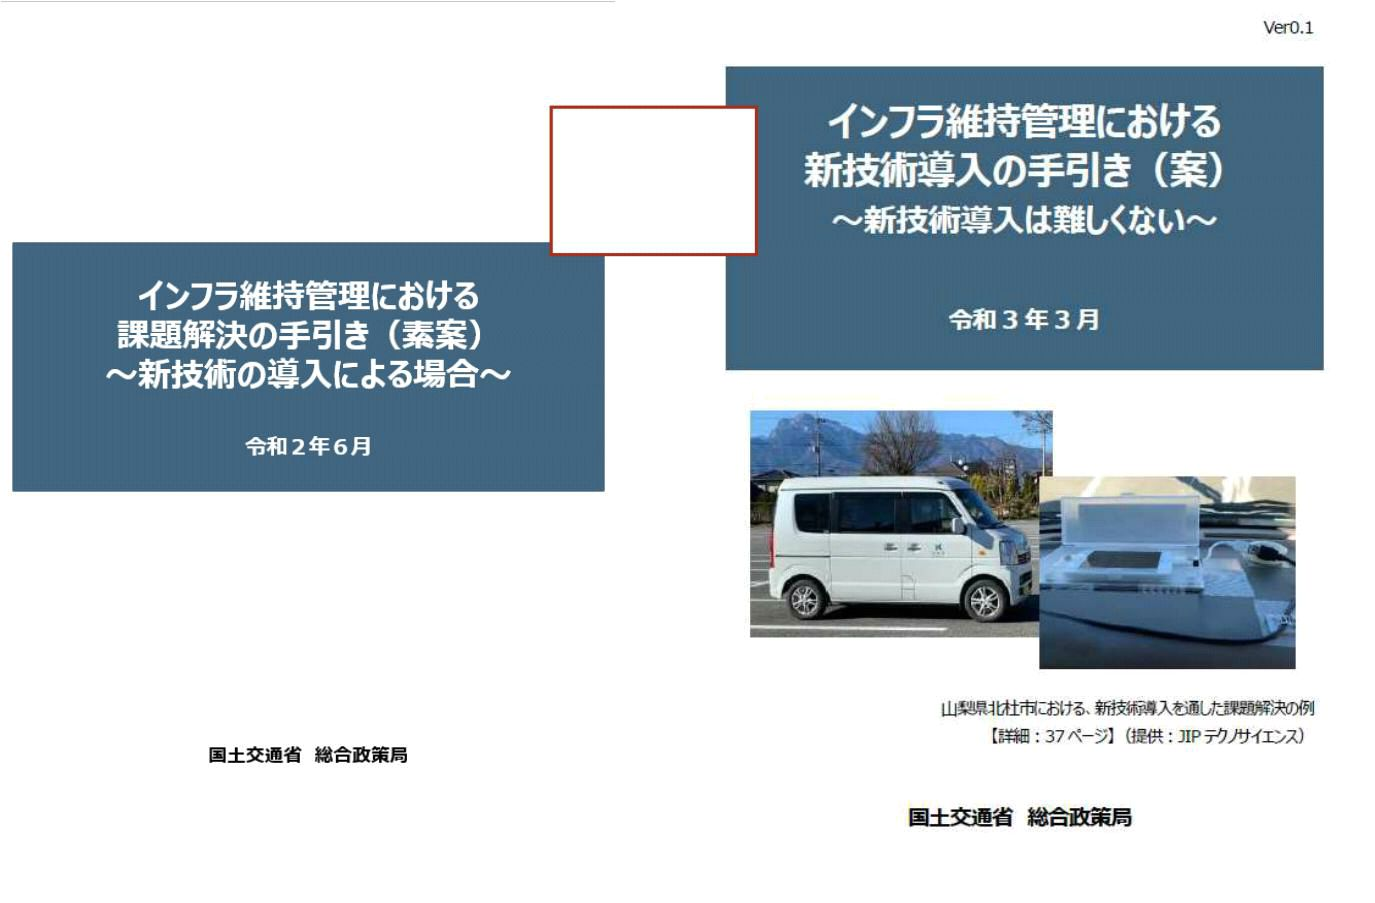 インフラ維持管理における
課題解決の手引き（素案）
～新技術の導入による場合～
令和２年６月
国土交通省 総合政策局
Ver0.1
インフラ維持管理における
新技術導入の手引き（案）
～新技術導入は難しくない～
令和３年３月
山梨県北杜市における、新技術導入を通した課題解決の例
【詳細：37 ページ】（提供：JIP テクノサイエンス）
国土交通省 総合政策局